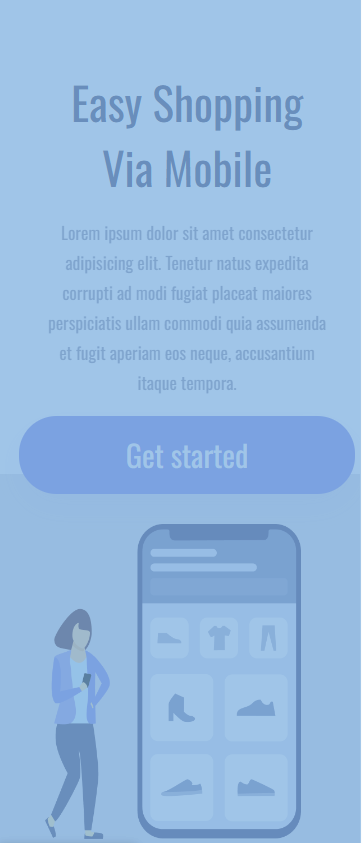 Easy Shopping
Via Mobile
Lorem ipsum dolor sit amet consectetur
adipisicing elit. Tenetur natus expedita
corrupti ad modi fugiat placeat maiores
perspiciatis ullam commodi quia assumenda
et fugit aperiam eos neque, accusantium
itaque tempora.
Get started